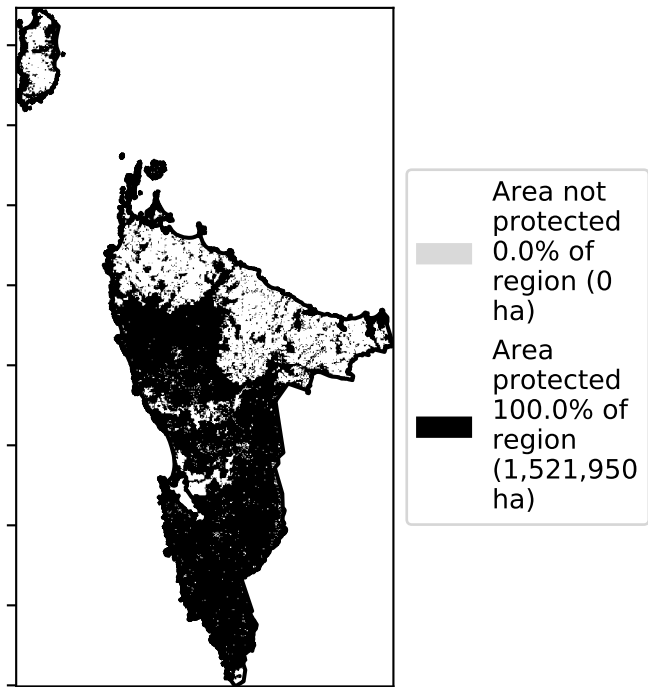 Area not
protected
0.0% of
region (0
ha)
Area
protected
100.0% of
region
(1,521,950
ha)